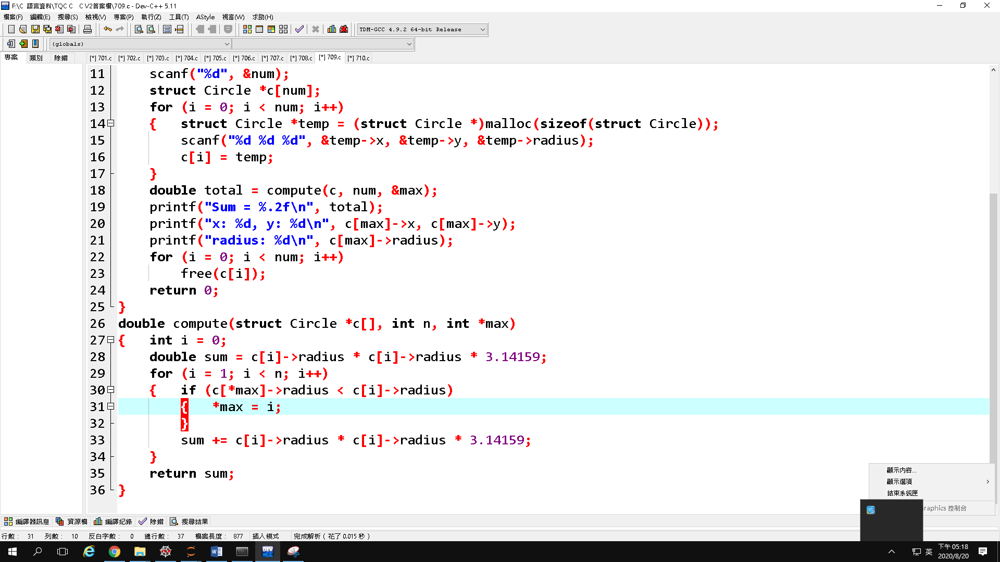 F:\C 語言資料\TQC C C V2答案檔\709.c - Dev-C++ 5.11
檔案(F) 編輯(E) 搜尋(S) 檢視(V) 專案(P) 執行(Z) 工具(T) AStyle 視窗(W) 求助(H)
TDM-GCC 4.9.2 64-bit Release
(globals)
專案 類別 除錯
[*] 701.c [*] 702.c [*] 703.c [*] 704.c [*] 705.c [*] 706.c [*] 707.c [*] 708.c [*] 709.c [*] 710.c
11 scanf("%d", &num);
12 struct Circle *c[num];
13 for (i = 0; i < num; i++)
14 { struct Circle *temp = (struct Circle *)malloc(sizeof(struct Circle));
15 scanf("%d %d %d", &temp->x, &temp->y, &temp->radius);
16 c[i] = temp;
17 }
18 double total = compute(c, num, &max);
19 printf("Sum = %.2f\n", total);
20 printf("x: %d, y: %d\n", c[max]->x, c[max]->y);
21 printf("radius: %d\n", c[max]->radius);
22 for (i = 0; i < num; i++)
23 free(c[i]);
24 return 0;
25 }
26 double compute(struct Circle *c[], int n, int *max)
27 { int i = 0;
28 double sum = c[i]->radius * c[i]->radius * 3.14159;
29 for (i = 1; i < n; i++)
30 { if (c[*max]->radius < c[i]->radius)
31 { *max = i;
32 }
33 sum += c[i]->radius * c[i]->radius * 3.14159;
34 }
35 return sum;
36 }
顯示內容...
顯示選項
結束系統匣
raphics 控制台
編譯器訊息 資源檔 編譯紀錄 除錯 搜尋結果
行數： 31 列數： 10 反白字數： 0 總行數： 37 檔案長度： 877 插入模式 完成解析 ( 花了 0.015 秒 )
DEV
英
下午 05:18
2020/8/20